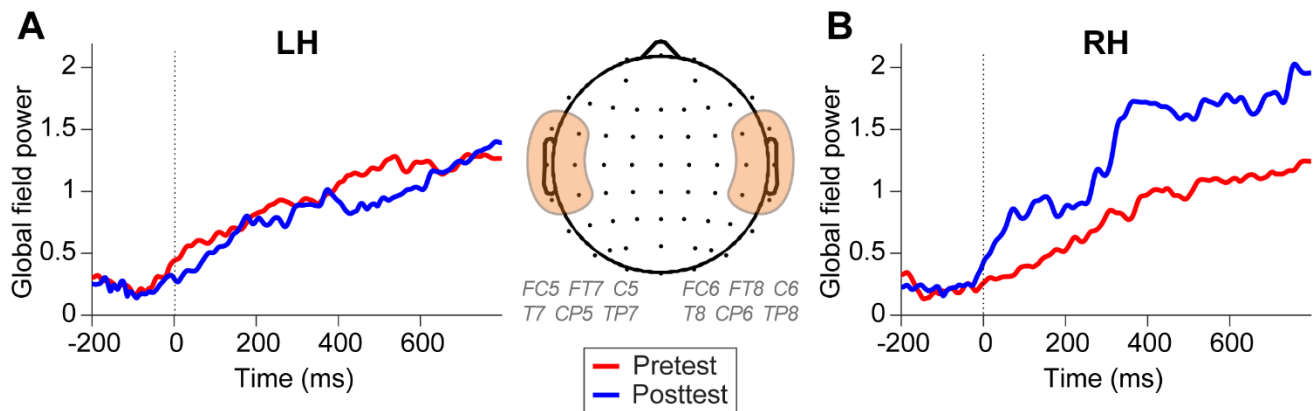 A
LH
Global field power
2
1.5
1
0.5
0
-200 0 200 400 600
Time (ms)
FC5 FT7 C5
T7 CP5 TP7
FC6 FT8 C6
T8 CP6 TP8
Pretest
Posttest
B
RH
Global field power
2
1.5
1
0.5
0
-200 0 200 400 600
Time (ms)